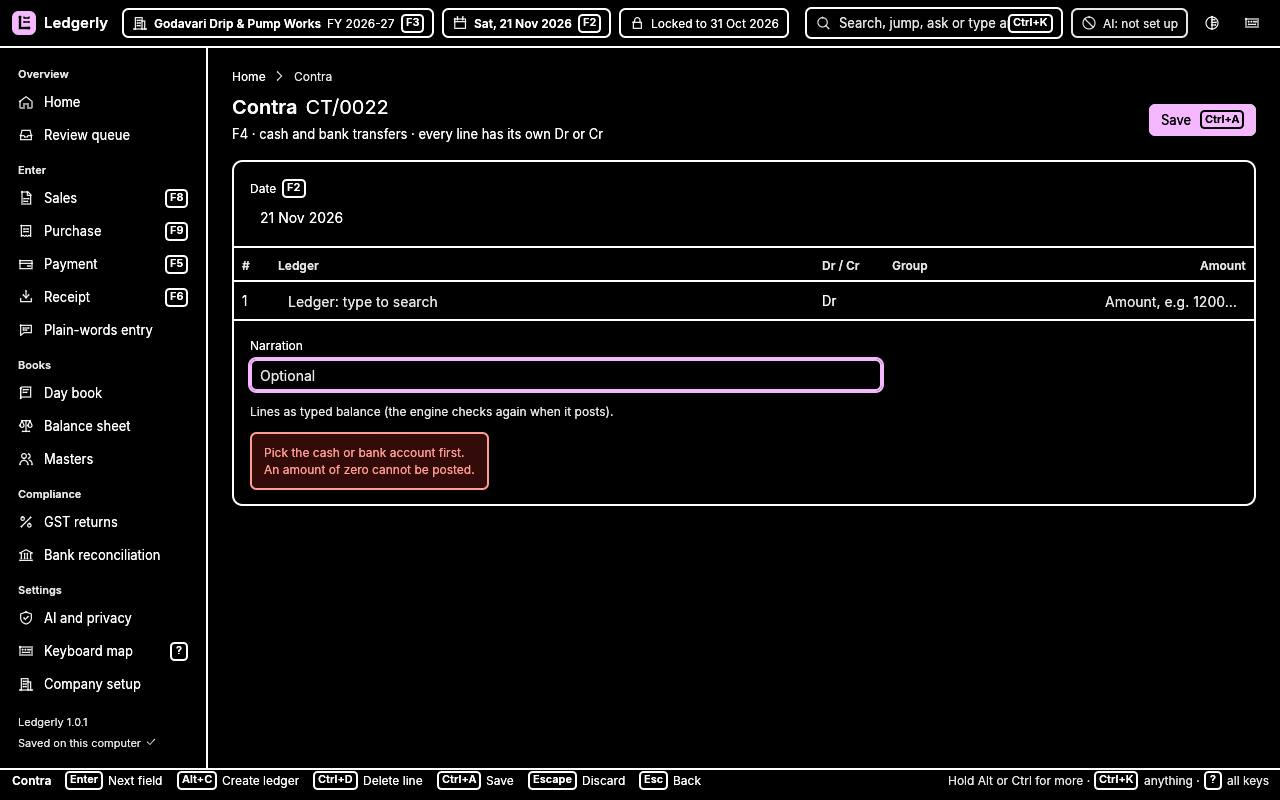 Ledgerly
Godavari Drip & Pump Works FY 2026-27 F3
Sat, 21 Nov 2026 F2
Locked to 31 Oct 2026
Search, jump, ask or type a Ctrl+K
AI: not set up
Overview
Home
Review queue
Enter
Sales F8
Purchase F9
Payment F5
Receipt F6
Plain-words entry
Books
Day book
Balance sheet
Masters
Compliance
GST returns
Bank reconciliation
Settings
AI and privacy
Keyboard map ?
Company setup
Ledgerly 1.0.1
Saved on this computer
Home > Contra
Contra CT/0022
F4 · cash and bank transfers · every line has its own Dr or Cr
Save Ctrl+A
Date F2
21 Nov 2026
# Ledger Dr / Cr Group Amount
1 Ledger: type to search Dr Amount, e.g. 1200...
Narration
Optional
Lines as typed balance (the engine checks again when it posts).
Pick the cash or bank account first.
An amount of zero cannot be posted.
Contra Enter Next field Alt+C Create ledger Ctrl+D Delete line Ctrl+A Save Escape Discard Esc Back
Hold Alt or Ctrl for more · Ctrl+K anything · ? all keys